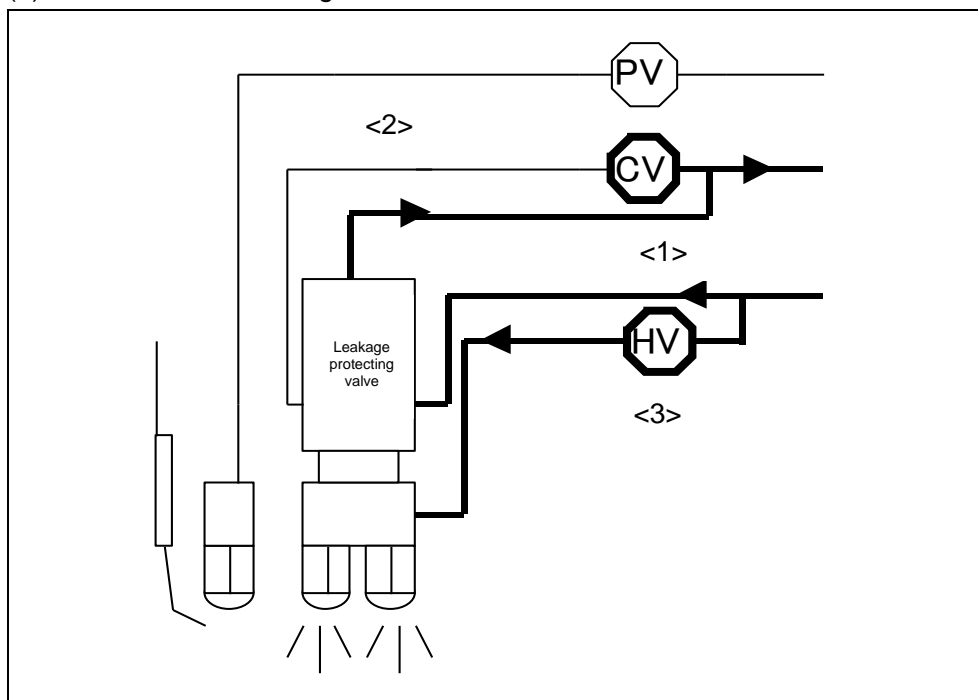 PV
<2>
CV
<1>
HV
Leakage
protecting
valve
<3>